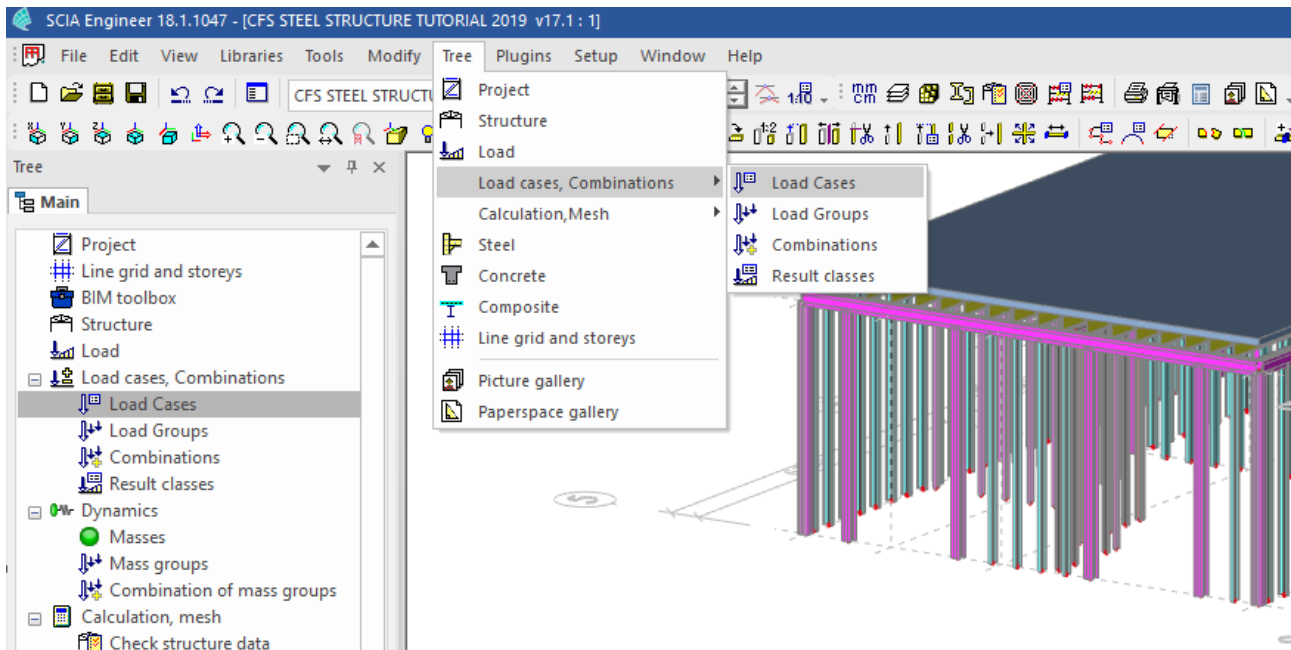 SCIA Engineer 18.1.1047 - [CFS STEEL STRUCTURE TUTORIAL 2019 v17.1 : 1]
File Edit View Libraries Tools Modify Tree Plugins Setup Window Help
CFS STEEL STRUCTU
Tree
Main
Project
Line grid and storeys
BIM toolbox
Structure
Load
Load cases, Combinations
Load Cases
Load Groups
Combinations
Result classes
Dynamics
Masses
Mass groups
Combination of mass groups
Calculation, mesh
Check structure data
Project
Structure
Load
Load cases, Combinations
Calculation,Mesh
Steel
Concrete
Composite
Line grid and storeys
Picture gallery
Paperspace gallery
Load Cases
Load Groups
Combinations
Result classes
5